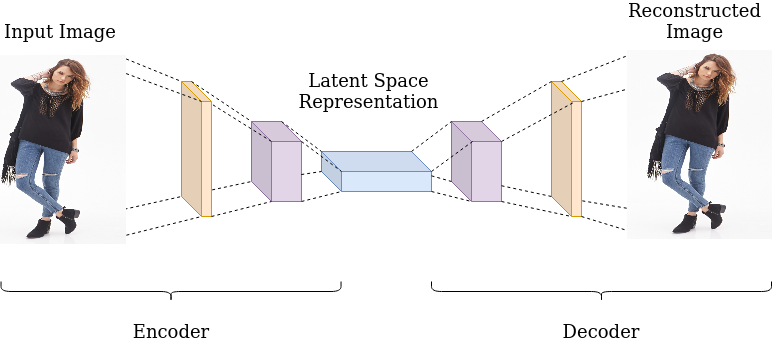 Input Image
Latent Space
Representation
Reconstructed
Image
Encoder
Decoder